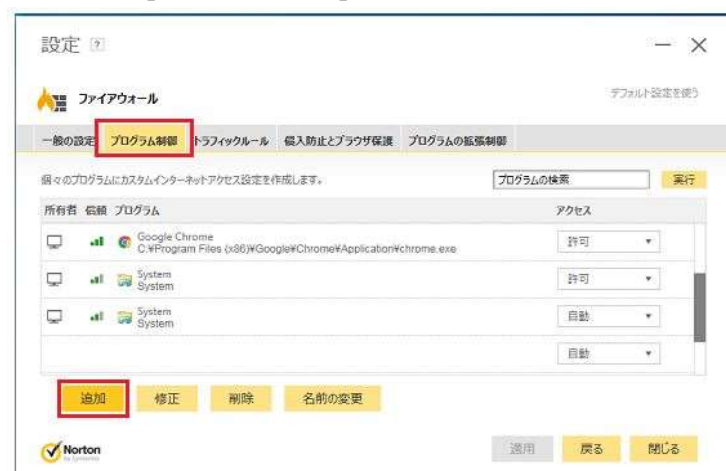 設定 ?
ファイアウォール
デフォルト設定を使う
一般の設定 プログラム制御 トラフィックルール 侵入防止とブラウザ保護 プログラムの拡張制御
個々のプログラムにカスタムインターネットアクセス設定を作成します。 プログラムの検索 実行
所有者 信頼 プログラム アクセス
Google Chrome
C:¥Program Files (x86)¥Google¥Chrome¥Application¥chrome.exe 許可
System
System 許可
System
System 自動
自動
追加 修正 削除 名前の変更
Norton
by Symantec
適用 戻る 閉じる